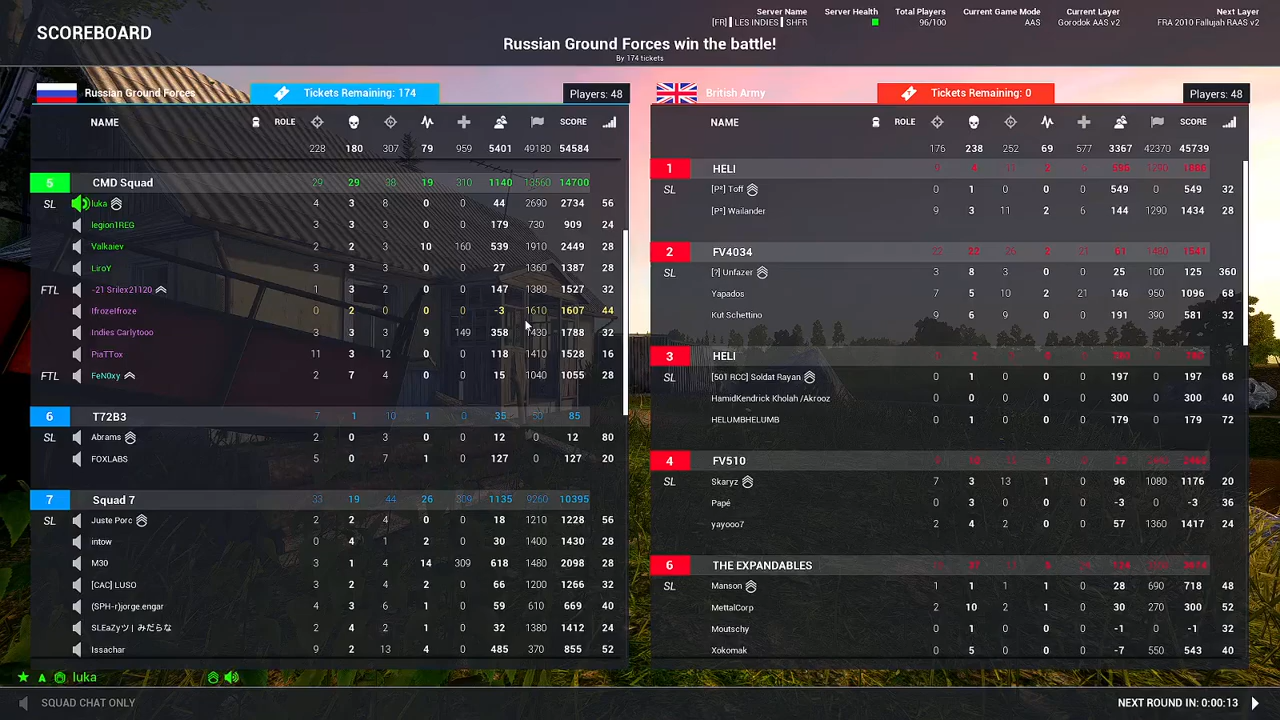 SCOREBOARD
Server Name Server Health Total Players Current Game Mode Current Layer Next Layer
[FR] | LES INDIES | SHFR 96/100 AAS Gorodok AAS v2 FRA 2010 Fallujah RAAS v2
Russian Ground Forces win the battle!
By 174 tickets
Russian Ground Forces Tickets Remaining: 174 Players: 48
NAME ROLE SCORE
228 180 307 79 959 5401 49180 54584
5 CMD Squad 29 29 38 19 310 1140 13560 14700
SL luka 4 3 8 0 0 44 2690 2734 56
legion1REG 3 3 3 0 0 179 730 909 24
Valkaiev 2 2 3 10 160 539 1910 2449 28
LiroY 3 3 3 0 0 27 1360 1387 28
FTL -21 Srilex21120 1 3 2 0 0 147 1380 1527 32
Ifrozelfroze 0 2 0 0 0 -3 1610 1607 44
Indies Carlytooo 3 3 3 9 149 358 1430 1788 32
PiaTTox 11 3 12 0 0 118 1410 1528 16
FTL FeN0xy 2 7 4 0 0 15 1040 1055 28
6 T72B3 7 1 10 1 0 35 50 85
SL Abrams 2 0 3 0 0 12 0 12 80
FOXLABS 5 0 7 1 0 127 0 127 20
7 Squad 7 33 19 44 26 309 1135 9260 10395
SL Juste Porc 2 2 4 0 0 18 1210 1228 56
intow 0 4 1 2 0 30 1400 1430 28
M30 3 1 4 14 309 618 1480 2098 28
[CAC] LUSO 3 2 4 2 0 66 1200 1266 32
(SPH-r)jorge.engar 4 3 6 1 0 59 610 669 40
SLEaZyツ | みだらな 2 4 2 1 0 32 1380 1412 24
Issachar 9 2 13 4 0 485 370 855 52
British Army Tickets Remaining: 0 Players: 48
NAME ROLE SCORE
176 238 252 69 577 3367 42370 45739
1 HELI
SL [P²] Toff 0 1 0 0 0 549 0 549 32
[P²] Wailander 9 3 11 2 6 144 1290 1434 28
2 FV4034 22 22 26 2 21 61 1480 1541
SL [?] Unfazer 3 8 3 0 0 25 100 125 360
Yapados 7 5 10 2 21 146 950 1096 68
Kut Schettino 9 6 9 0 0 191 390 581 32
3 HELI
SL [501 RCC] Soldat Rayan 0 1 0 0 0 197 0 197 68
HamidKendrick Kholah /Akrooz 0 0 0 0 0 300 0 300 40
HELUMBHELUMB 0 1 0 0 0 179 0 179 72
4 FV510
SL Skaryz 7 3 13 1 0 96 1080 1176 20
Papé 0 3 0 0 0 -3 0 -3 36
yayooo7 2 4 2 0 0 57 1360 1417 24
6 THE EXPANDABLES
SL Manson 1 1 1 1 0 28 690 718 48
MettalCorp 2 10 2 1 0 30 270 300 52
Moutschy 0 1 0 0 0 -1 0 -1 32
Xokomak 0 5 0 0 0 -7 550 543 40
A luka
SQUAD CHAT ONLY
NEXT ROUND IN: 0:00:13